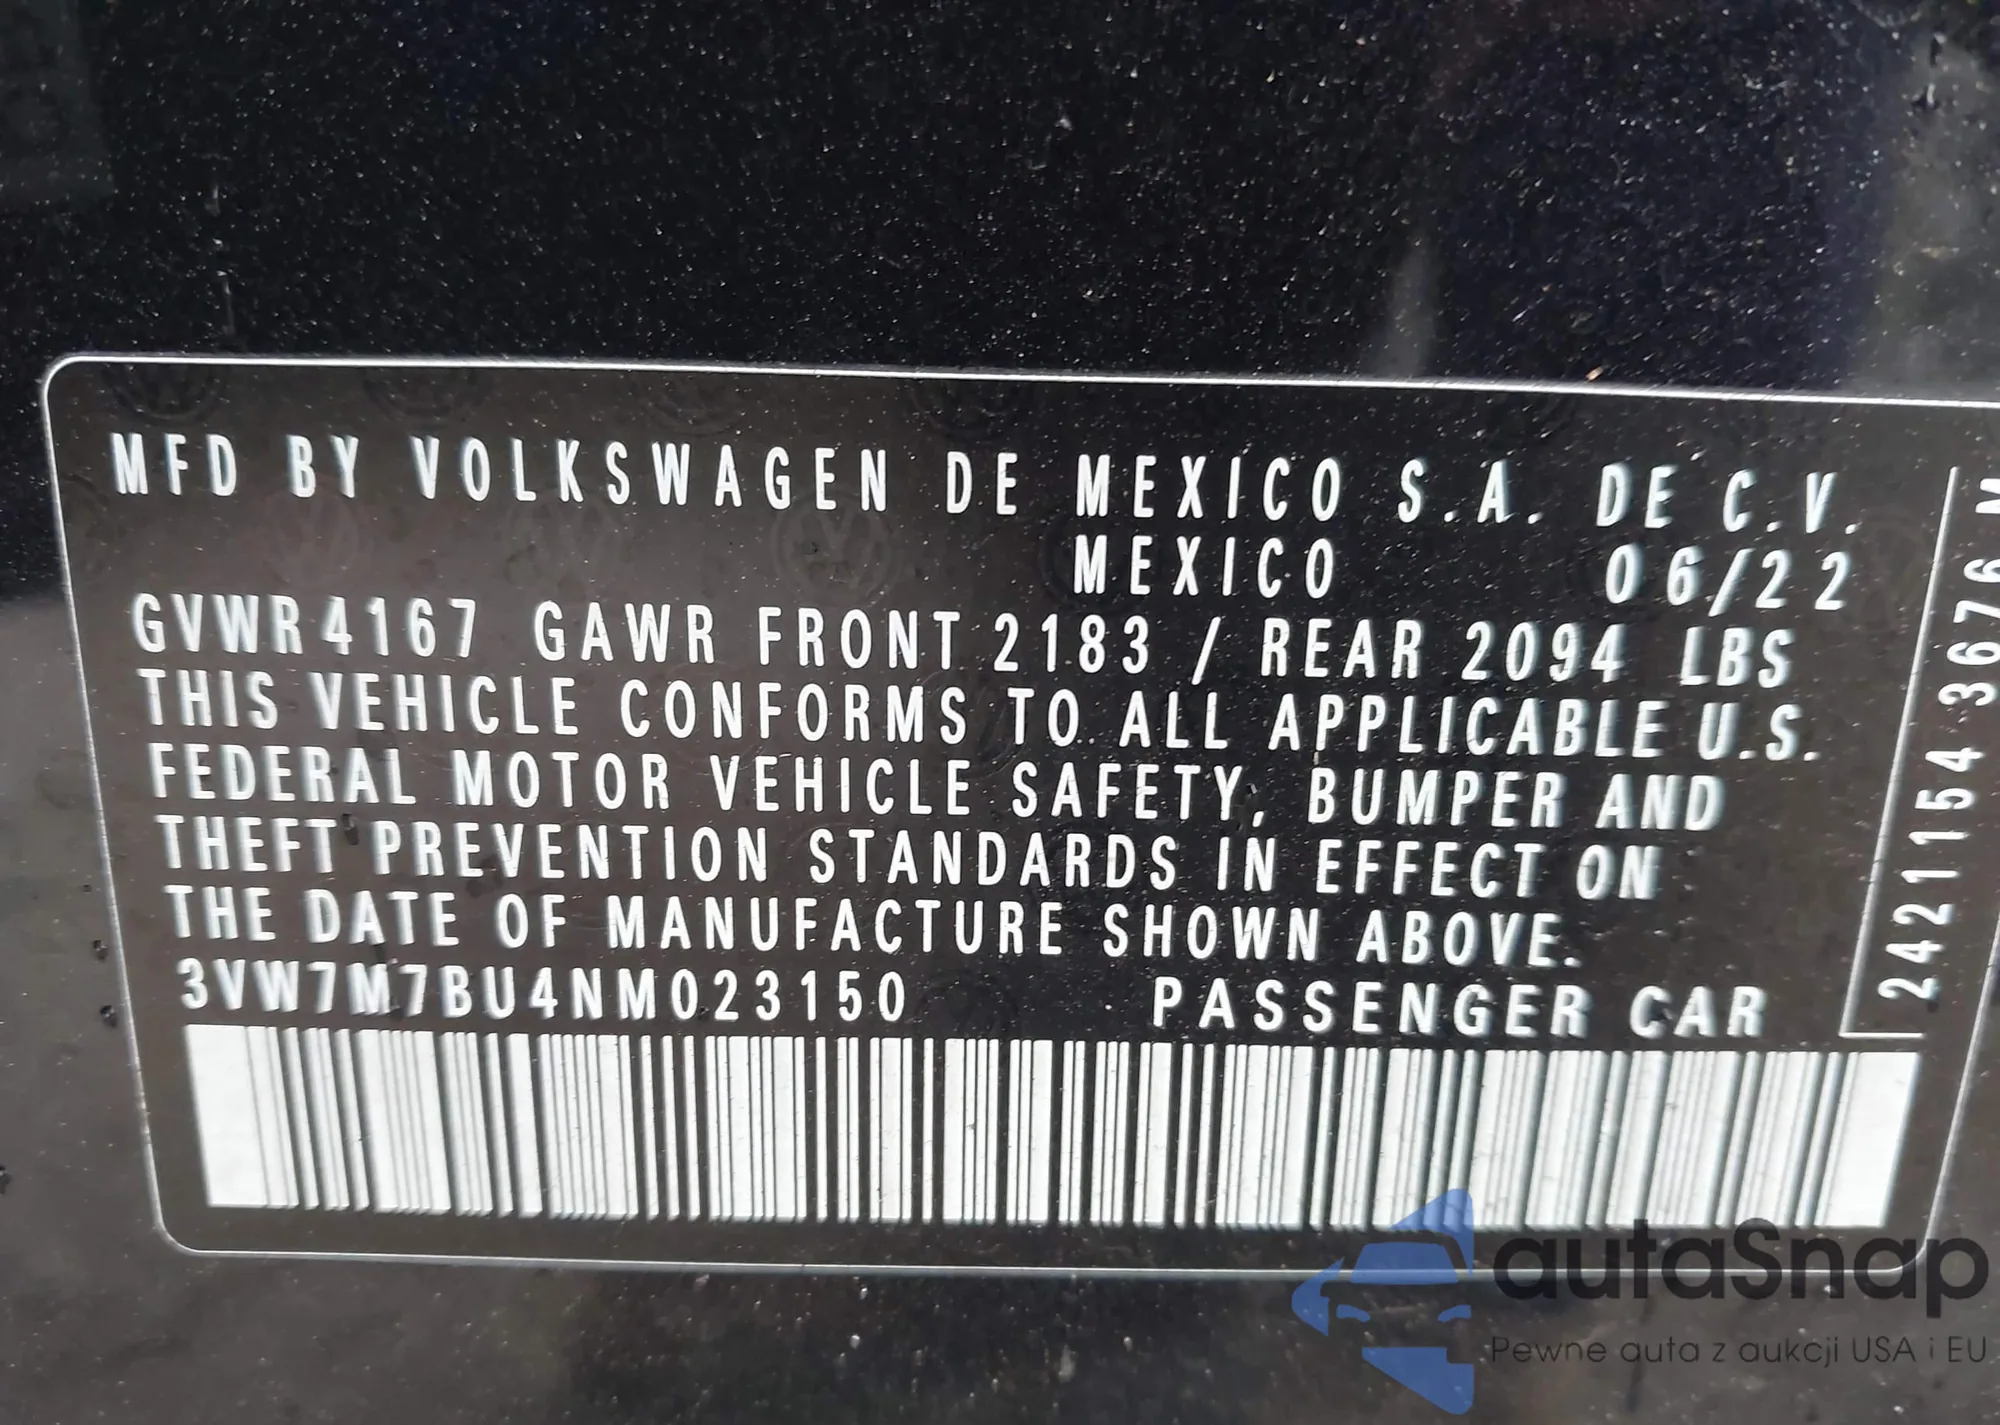 MFD BY VOLKSWAGEN DE MEXICO S.A. DE C.V.
MEXICO 06/22
GVWR 4167 GAWR FRONT 2183 / REAR 2094 LBS
THIS VEHICLE CONFORMS TO ALL APPLICABLE U.S.
FEDERAL MOTOR VEHICLE SAFETY, BUMPER AND
THEFT PREVENTION STANDARDS IN EFFECT ON
THE DATE OF MANUFACTURE SHOWN ABOVE.
3VW7M7BU4NM023150 PASSENGER CAR
2421154 3676 M
autaSnap
Pewne auta z aukcji USA i EU